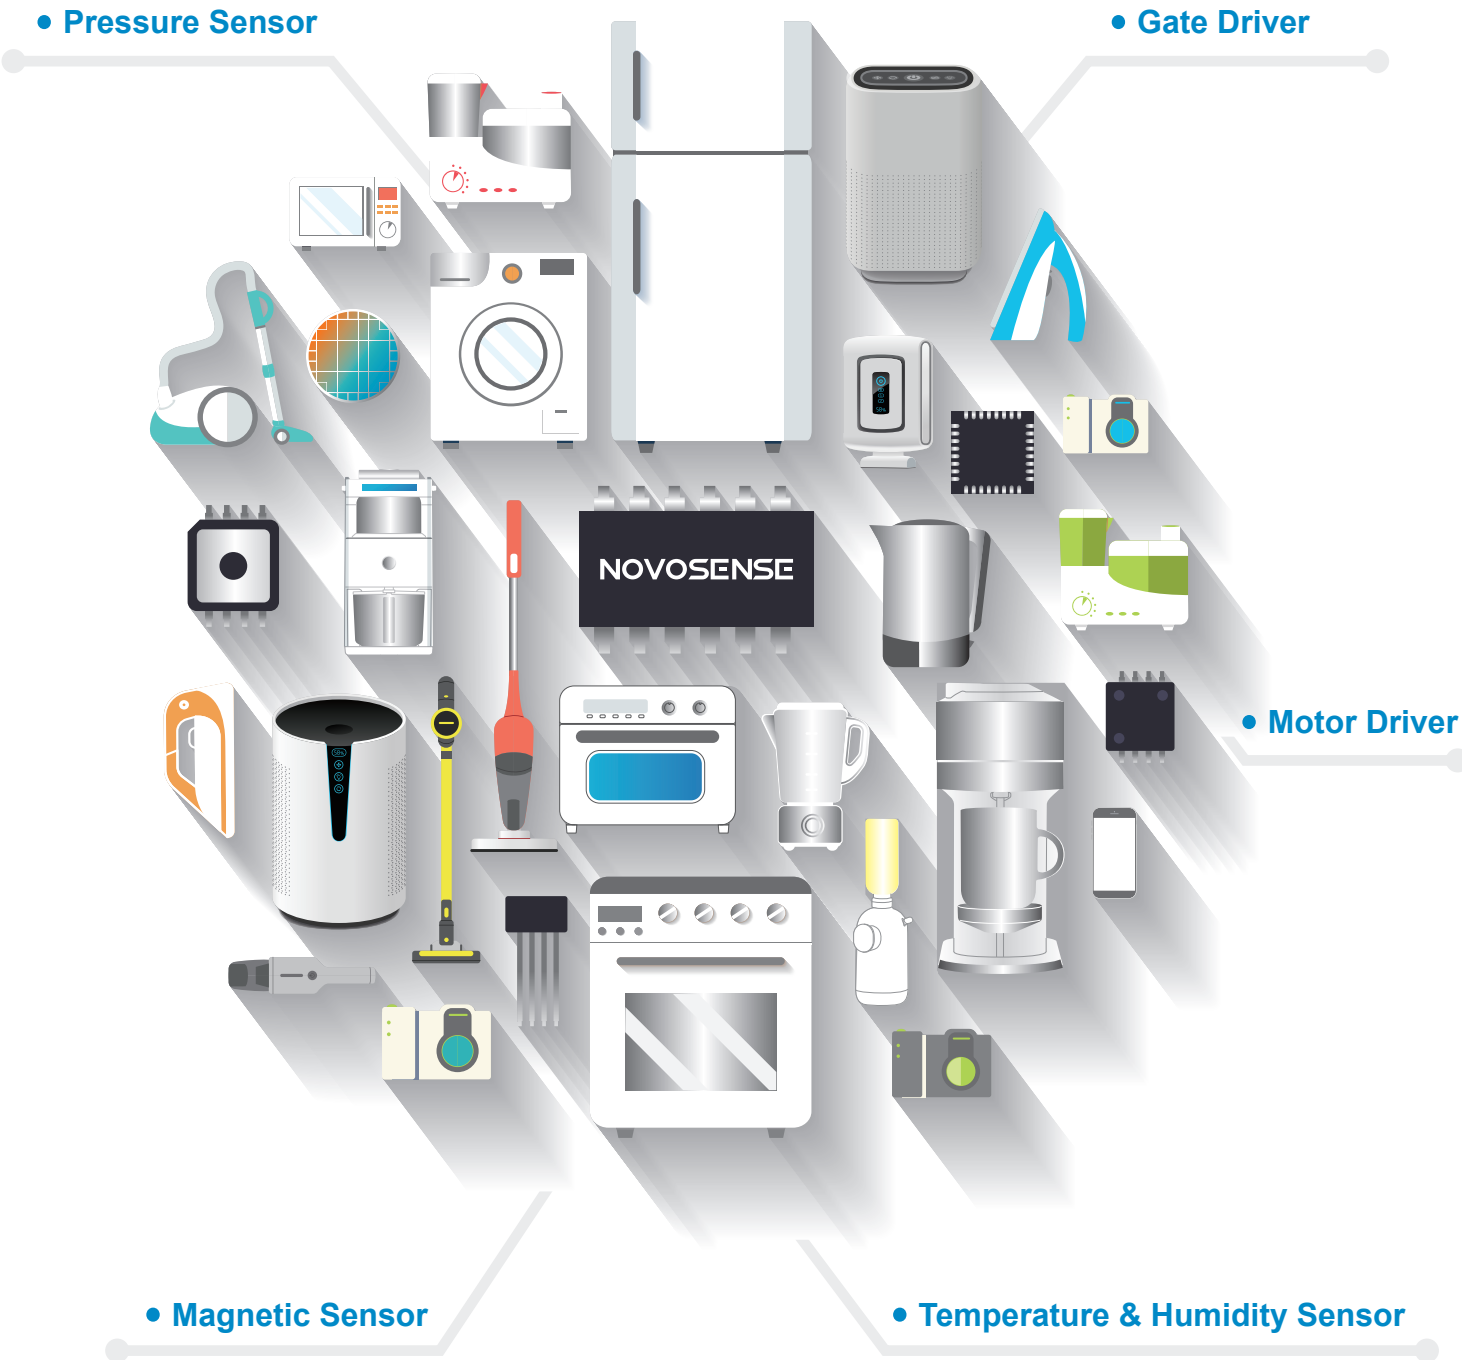 • Pressure Sensor
• Gate Driver
NOVOSENSE
• Motor Driver
• Magnetic Sensor
• Temperature & Humidity Sensor